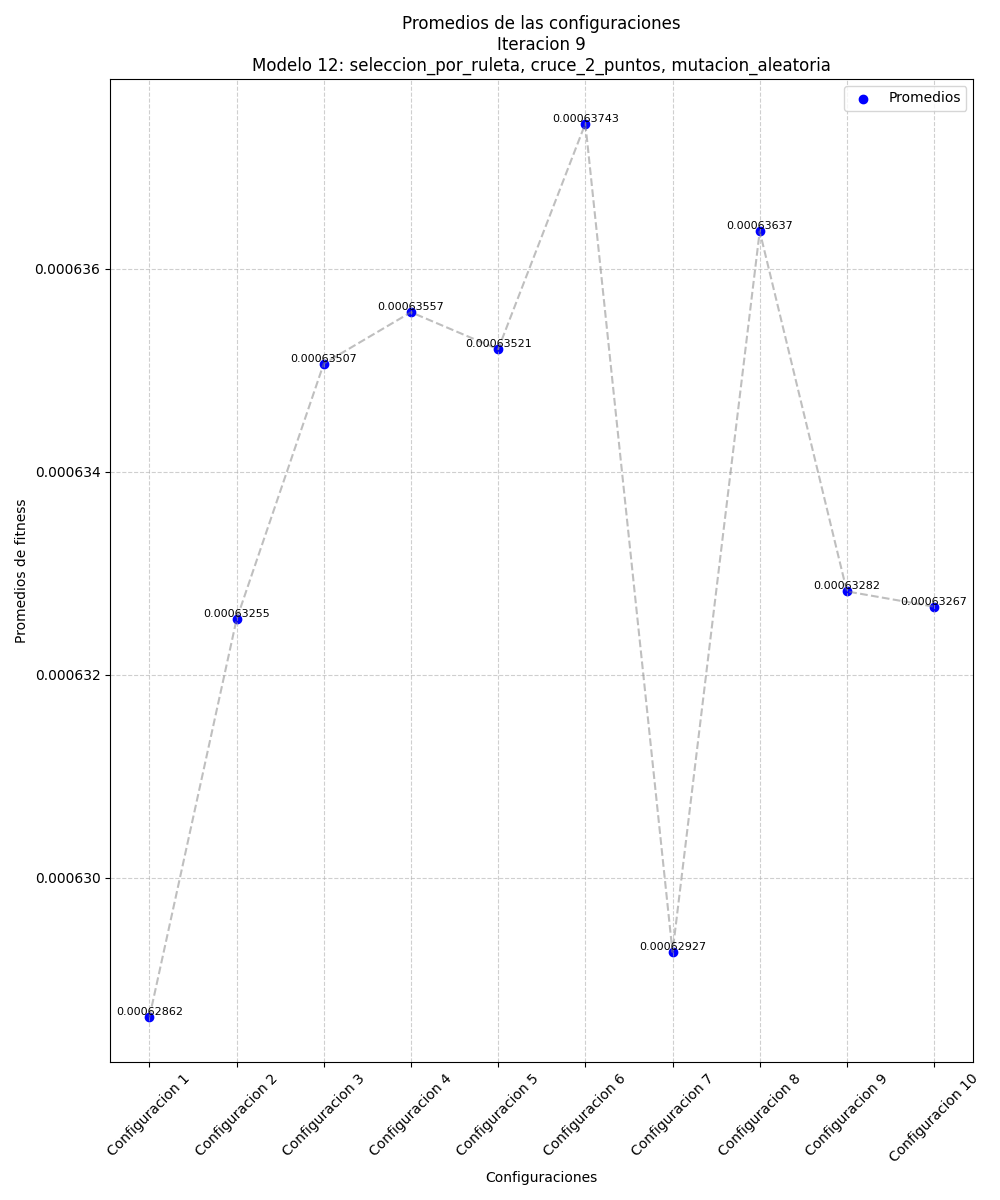 Promedios de las configuraciones
Iteracion 9
Modelo 12: seleccion_por_ruleta, cruce_2_puntos, mutacion_aleatoria
Promedios
0.00063743
0.00063637
0.000636
0.00063557
0.00063521
0.00063507
0.000634
Promedios de fitness
0.00063282
0.00063267
0.00063255
0.000632
0.000630
0.00062927
0.00062862
Configuracion 1
Configuracion 2
Configuracion 3
Configuracion 4
Configuracion 5
Configuracion 6
Configuracion 7
Configuracion 8
Configuracion 9
Configuracion 10
Configuraciones